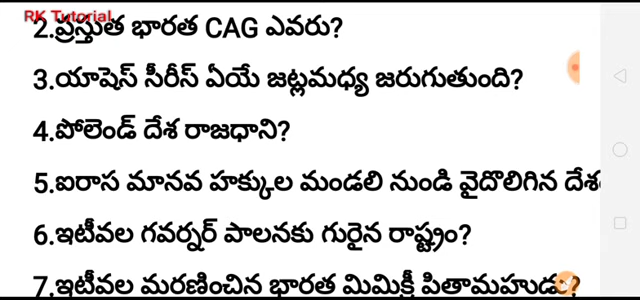 RK Tutorial
2.ప్రస్తుత భారత CAG ఎవరు?
3.యాషెస్ సీరీస్ ఏయే జట్లమధ్య జరుగుతుంది?
4.పోలెండ్ దేశ రాజధాని?
5.ఐరాస మానవ హక్కుల మండలి నుండి వైదొలిగిన
6.ఇటీవల గవర్నర్ పాలనకు గురైన రాష్ట్రం?
7.ఇటీవల మరణించిన భారత మిమిక్రీ పితామహుడు?